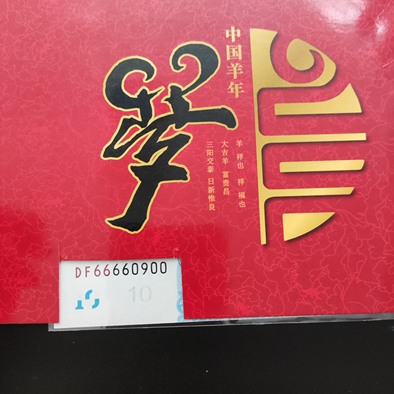 中国羊年
羊 祥也 祥 福也
大吉羊 富贵昌
三阳交泰 日新惟良
DF66660900
10